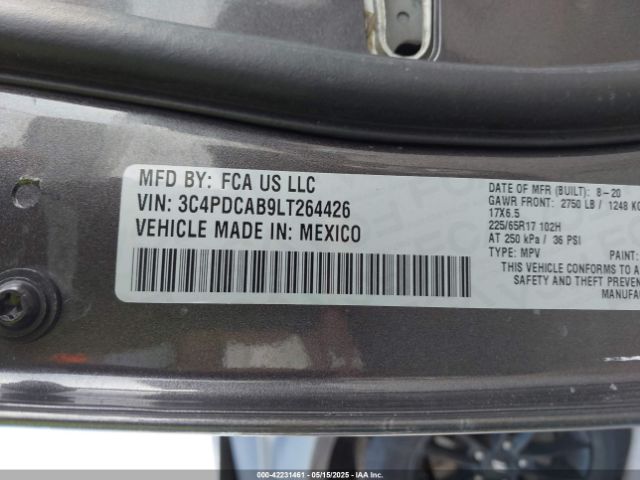 MFD BY: FCA US LLC
VIN: 3C4PDCAB9LT264426
VEHICLE MADE IN: MEXICO
DATE OF MFR (BUILT): 8-20
GAWR FRONT: 2750 LB / 1248 KG
17X6.5
225/65R17 102H
AT 250 kPa / 36 PSI
TYPE: MPV PAINT:
THIS VEHICLE CONFORMS TO A
SAFETY AND THEFT PREVEN
MANUFA
000-42231461 05/15/2025 IAAI.COM